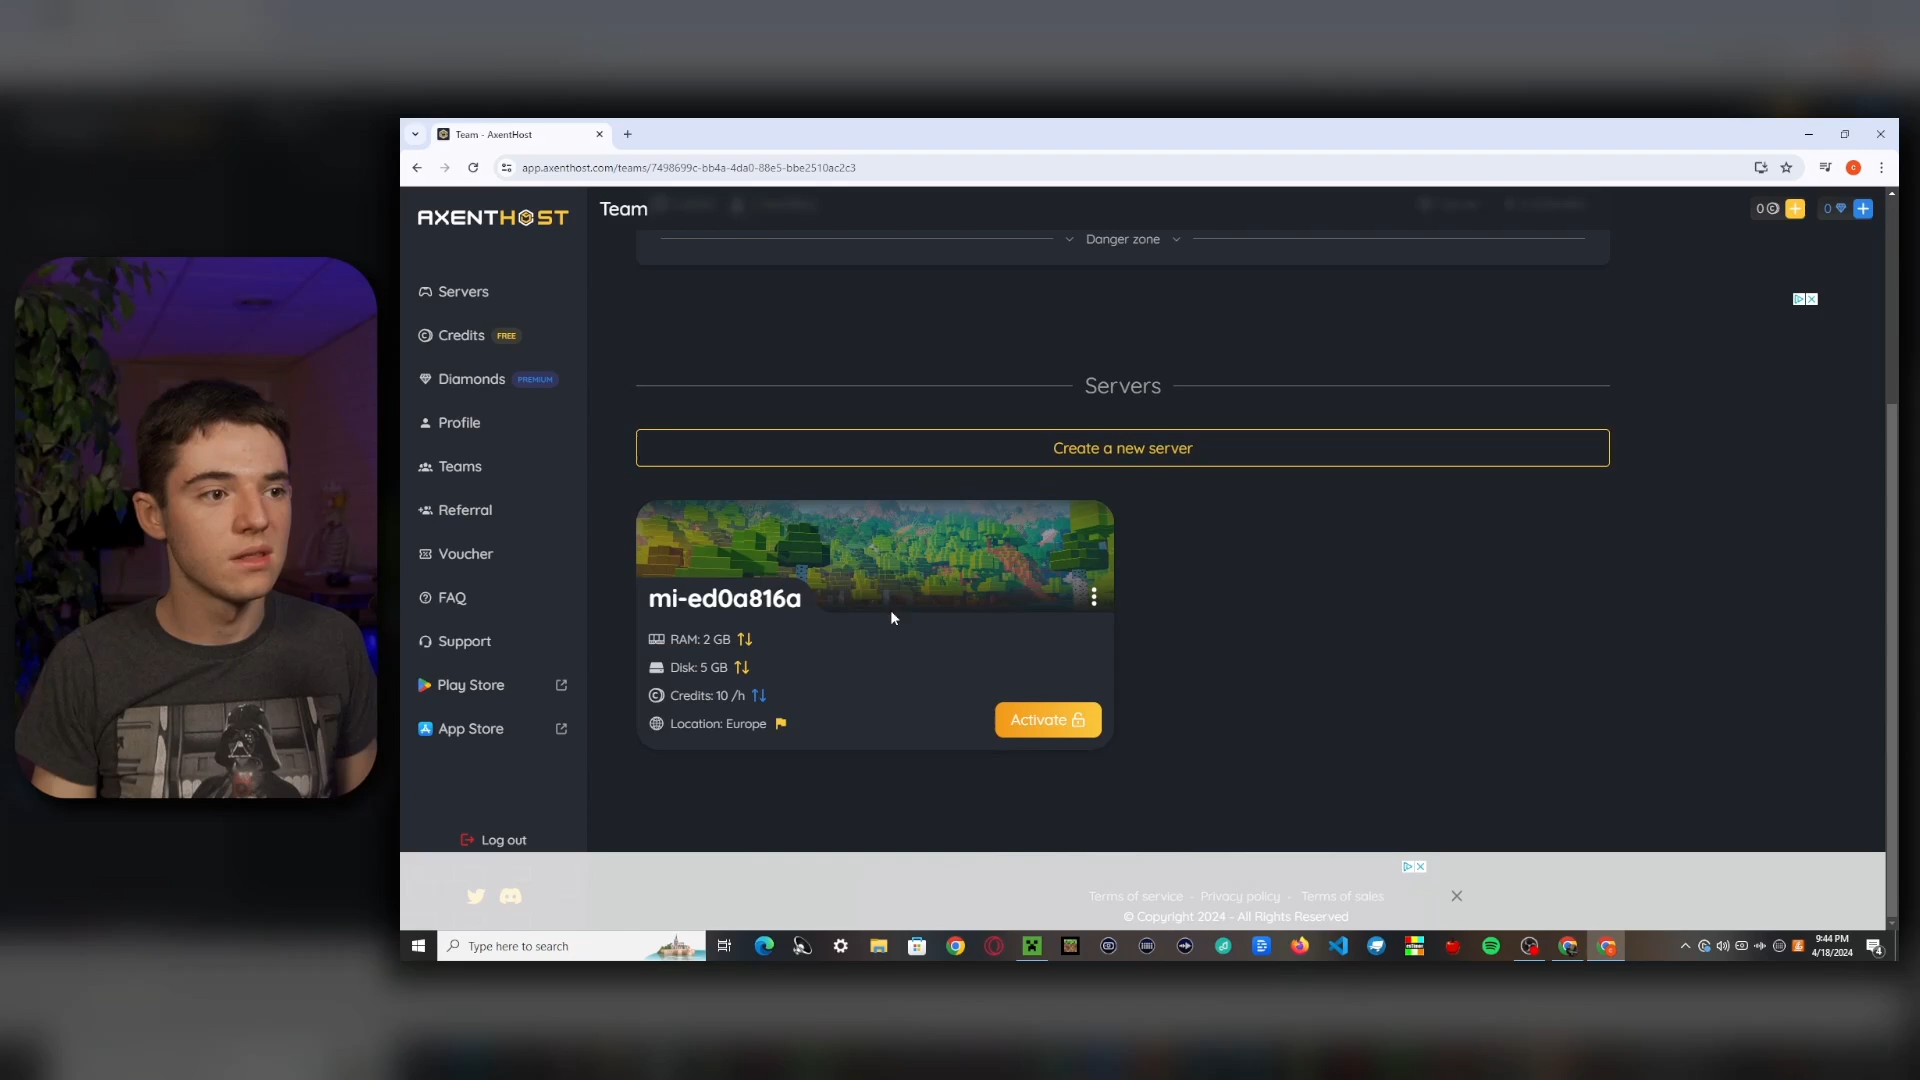 Team - AxentHost
app.axenthost.com/teams/7498699c-bb4a-4da0-88e5-bbe2510ac2c3
AXENTHOST
Team
0
0
Danger zone
Servers
Credits FREE
Diamonds PREMIUM
Profile
Teams
Referral
Voucher
FAQ
Support
Play Store
App Store
Log out
Servers
Create a new server
mi-ed0a816a
RAM: 2 GB
Disk: 5 GB
Credits: 10 /h
Location: Europe
Activate
Terms of service - Privacy policy - Terms of sales
© Copyright 2024 - All Rights Reserved
Type here to search
9:44 PM
4/18/2024
4